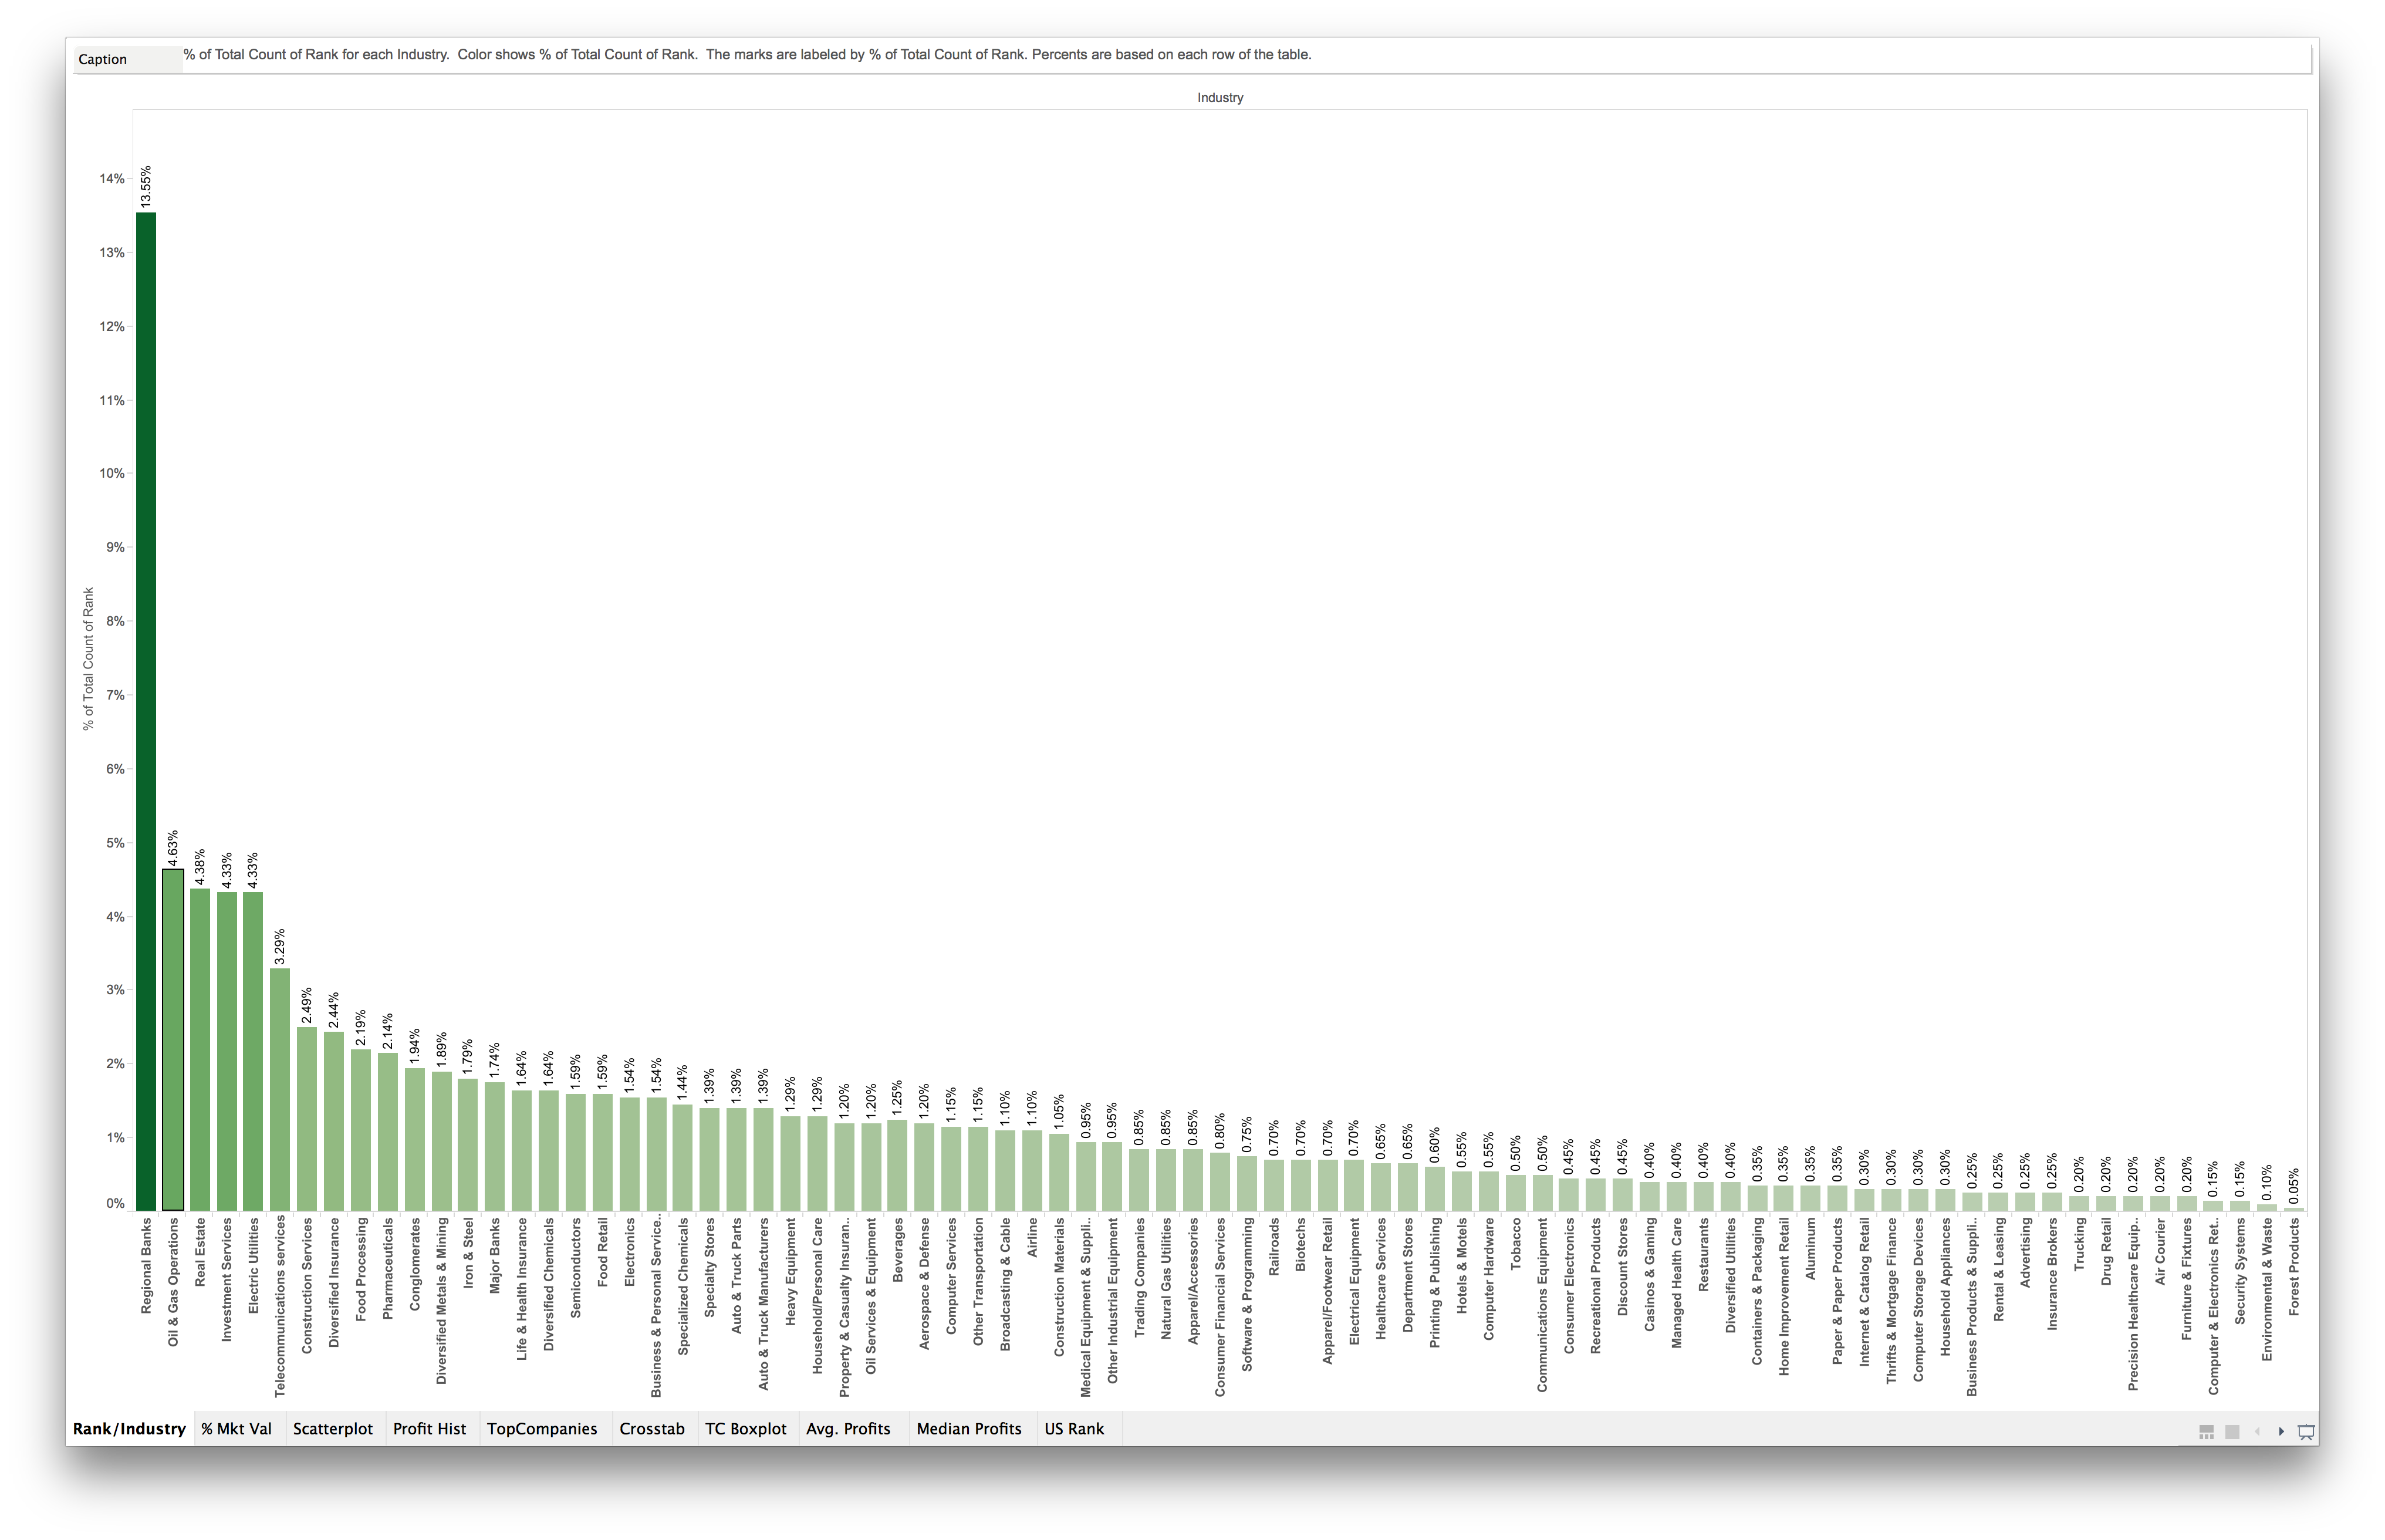 Caption
% of Total Count of Rank for each Industry.  Color shows % of Total Count of Rank.  The marks are labeled by % of Total Count of Rank. Percents are based on each row of the table.
Industry
% of Total Count of Rank
14%
13%
12%
11%
10%
9%
8%
7%
6%
5%
4%
3%
2%
1%
0%
13.55%
4.63%
4.38%
4.33%
4.33%
3.29%
2.49%
2.44%
2.19%
2.14%
1.94%
1.89%
1.79%
1.74%
1.64%
1.64%
1.59%
1.59%
1.54%
1.54%
1.44%
1.39%
1.39%
1.39%
1.29%
1.29%
1.20%
1.20%
1.25%
1.20%
1.15%
1.15%
1.10%
1.10%
1.05%
0.95%
0.95%
0.85%
0.85%
0.85%
0.80%
0.75%
0.70%
0.70%
0.70%
0.70%
0.65%
0.65%
0.60%
0.55%
0.55%
0.50%
0.50%
0.45%
0.45%
0.45%
0.40%
0.40%
0.40%
0.40%
0.35%
0.35%
0.35%
0.35%
0.30%
0.30%
0.30%
0.30%
0.25%
0.25%
0.25%
0.25%
0.20%
0.20%
0.20%
0.20%
0.20%
0.15%
0.15%
0.10%
0.05%
Regional Banks
Oil & Gas Operations
Real Estate
Investment Services
Electric Utilities
Telecommunications services
Construction Services
Diversified Insurance
Food Processing
Pharmaceuticals
Conglomerates
Diversified Metals & Mining
Iron & Steel
Major Banks
Life & Health Insurance
Diversified Chemicals
Semiconductors
Food Retail
Electronics
Business & Personal Service..
Specialized Chemicals
Specialty Stores
Auto & Truck Parts
Auto & Truck Manufacturers
Heavy Equipment
Household/Personal Care
Property & Casualty Insuran..
Oil Services & Equipment
Beverages
Aerospace & Defense
Computer Services
Other Transportation
Broadcasting & Cable
Airline
Construction Materials
Medical Equipment & Suppli..
Other Industrial Equipment
Trading Companies
Natural Gas Utilities
Apparel/Accessories
Consumer Financial Services
Software & Programming
Railroads
Biotechs
Apparel/Footwear Retail
Electrical Equipment
Healthcare Services
Department Stores
Printing & Publishing
Hotels & Motels
Computer Hardware
Tobacco
Communications Equipment
Consumer Electronics
Recreational Products
Discount Stores
Casinos & Gaming
Managed Health Care
Restaurants
Diversified Utilities
Containers & Packaging
Home Improvement Retail
Aluminum
Paper & Paper Products
Internet & Catalog Retail
Thrifts & Mortgage Finance
Computer Storage Devices
Household Appliances
Business Products & Suppli..
Rental & Leasing
Advertising
Insurance Brokers
Trucking
Drug Retail
Precision Healthcare Equip..
Air Courier
Furniture & Fixtures
Computer & Electronics Ret..
Security Systems
Environmental & Waste
Forest Products
Rank/Industry
% Mkt Val
Scatterplot
Profit Hist
TopCompanies
Crosstab
TC Boxplot
Avg. Profits
Median Profits
US Rank